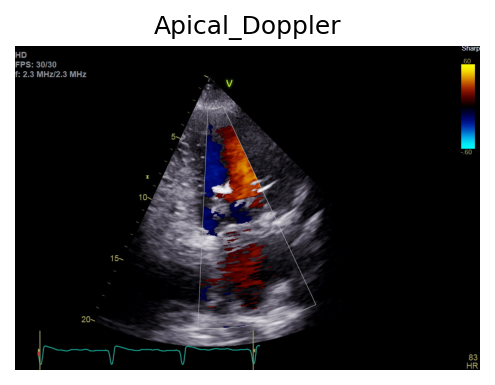 Apical_Doppler
HD
FPS: 30/30
f: 2.3 MHz/2.3 MHz
V
Sharp
60
-60
5
x
10
15
20
83
HR